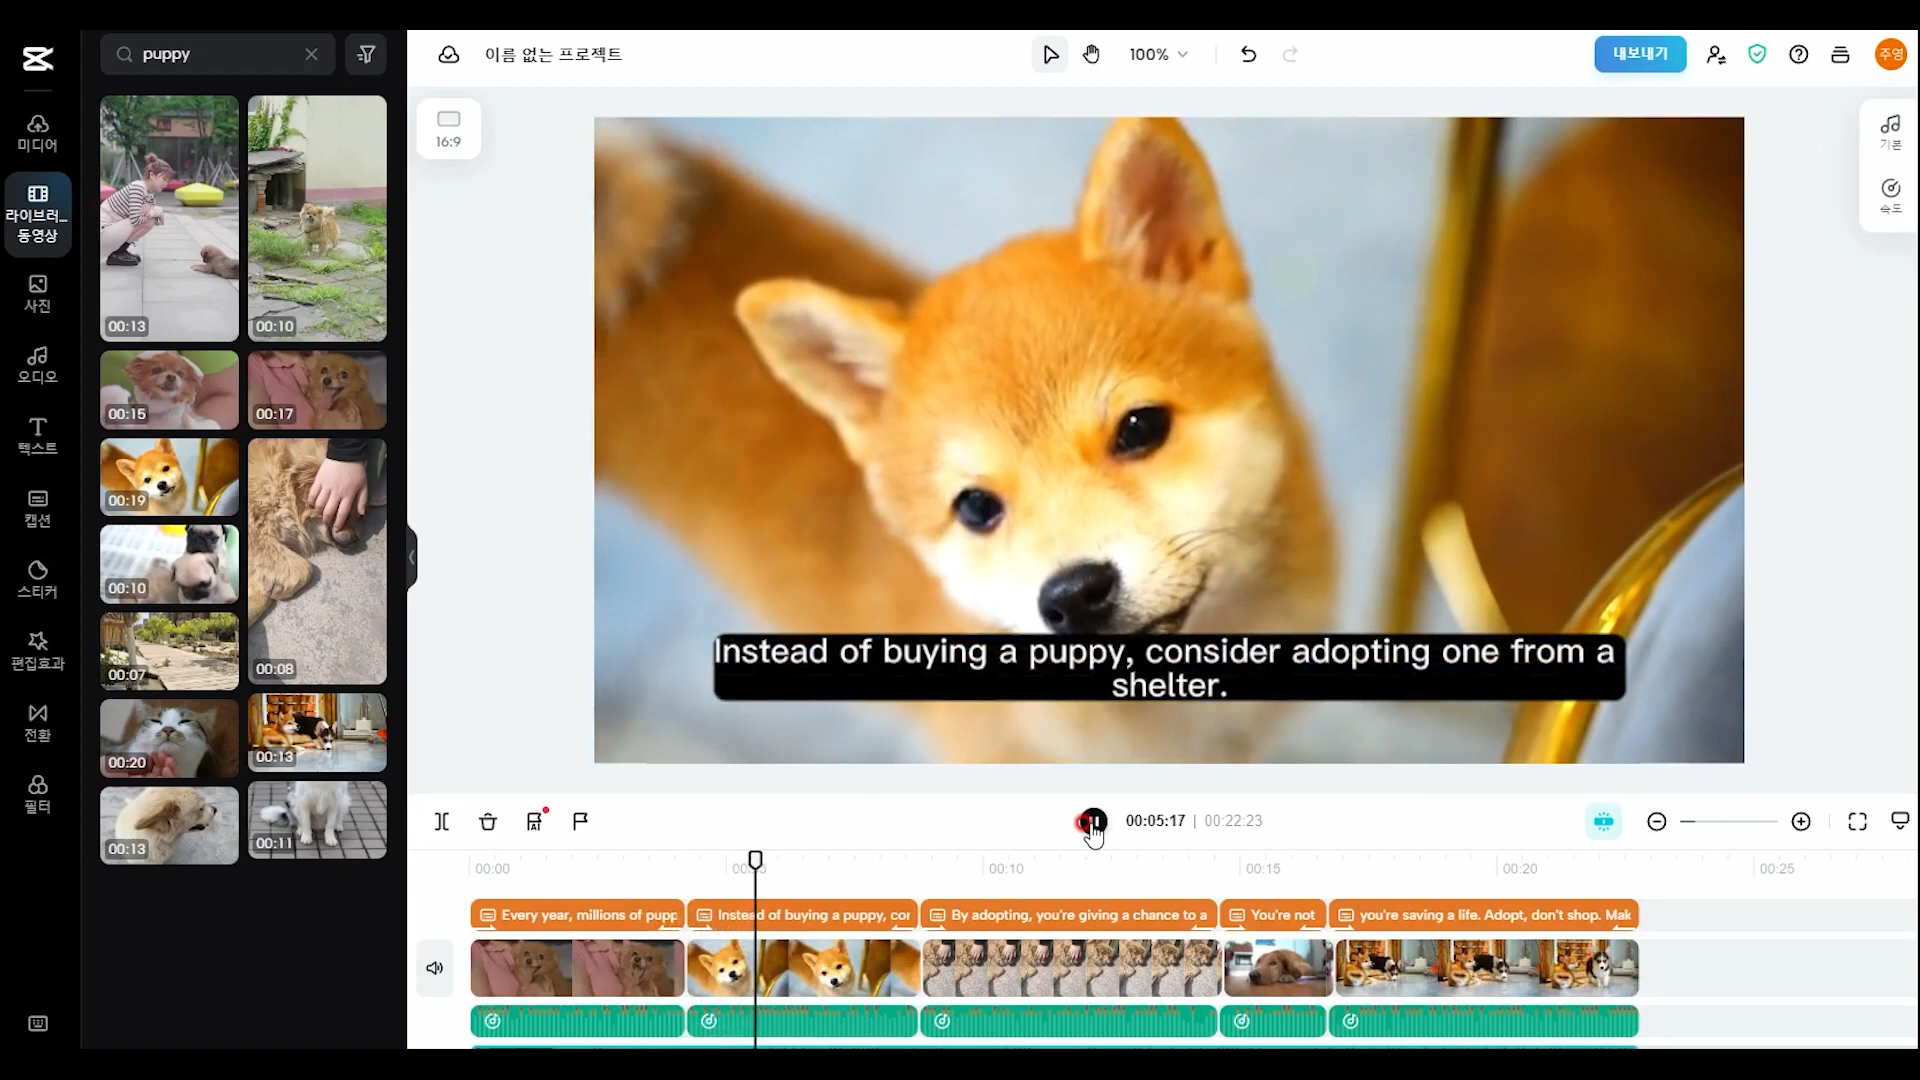 puppy
이름 없는 프로젝트
100%
내보내기
주영
미디어
라이브러...
동영상
사진
오디오
텍스트
캡션
스티커
편집효과
전환
필터
00:13
00:10
00:15
00:17
00:19
00:10
00:08
00:07
00:20
00:13
00:13
00:11
16:9
기본
속도
Instead of buying a puppy, consider adopting one from a
shelter.
AI
00:05:17 | 00:22:23
00:00
00:10
00:15
00:20
00:25
Every year, millions of pupp
Instead of buying a puppy, cor
By adopting, you're giving a chance to a
You're not
you're saving a life. Adopt, don't shop. Mak